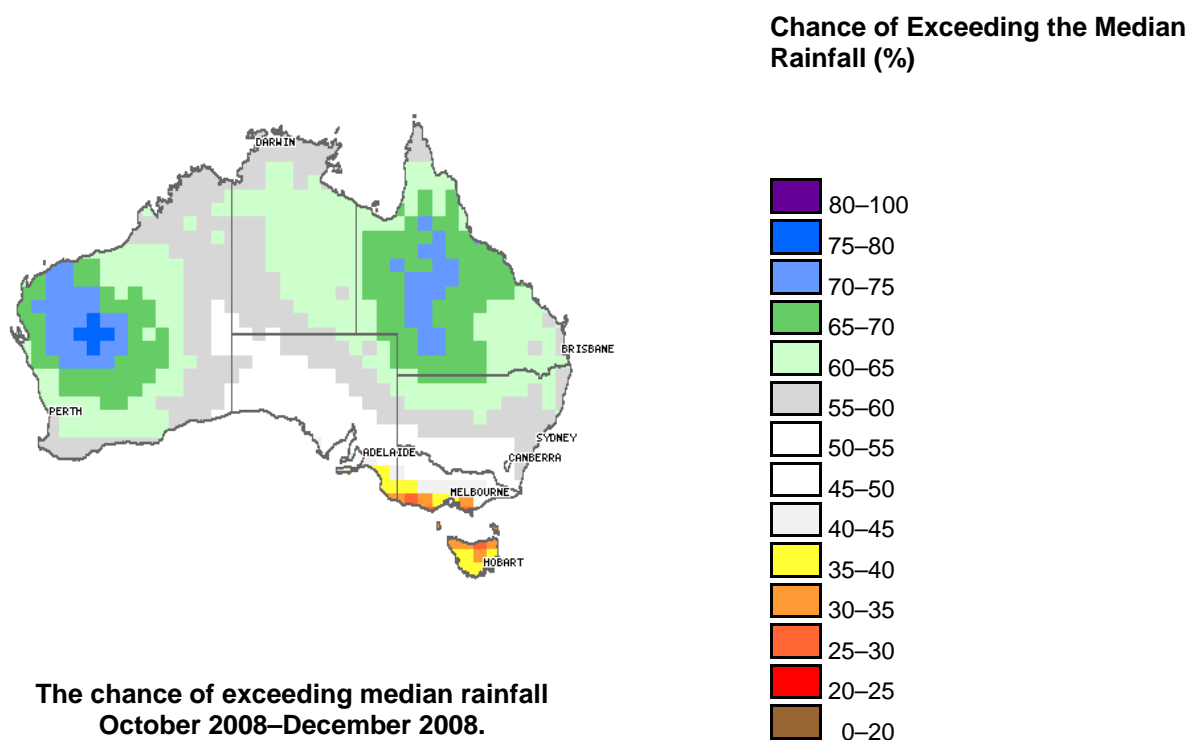 Chance of Exceeding the Median
Rainfall (%)
DARWIN
BRISBANE
PERTH
SYDNEY
ADELAIDE
CANBERRA
MELBOURNE
HOBART
80–100
75–80
70–75
65–70
60–65
55–60
50–55
45–50
40–45
35–40
30–35
25–30
20–25
0–20
The chance of exceeding median rainfall
October 2008–December 2008.